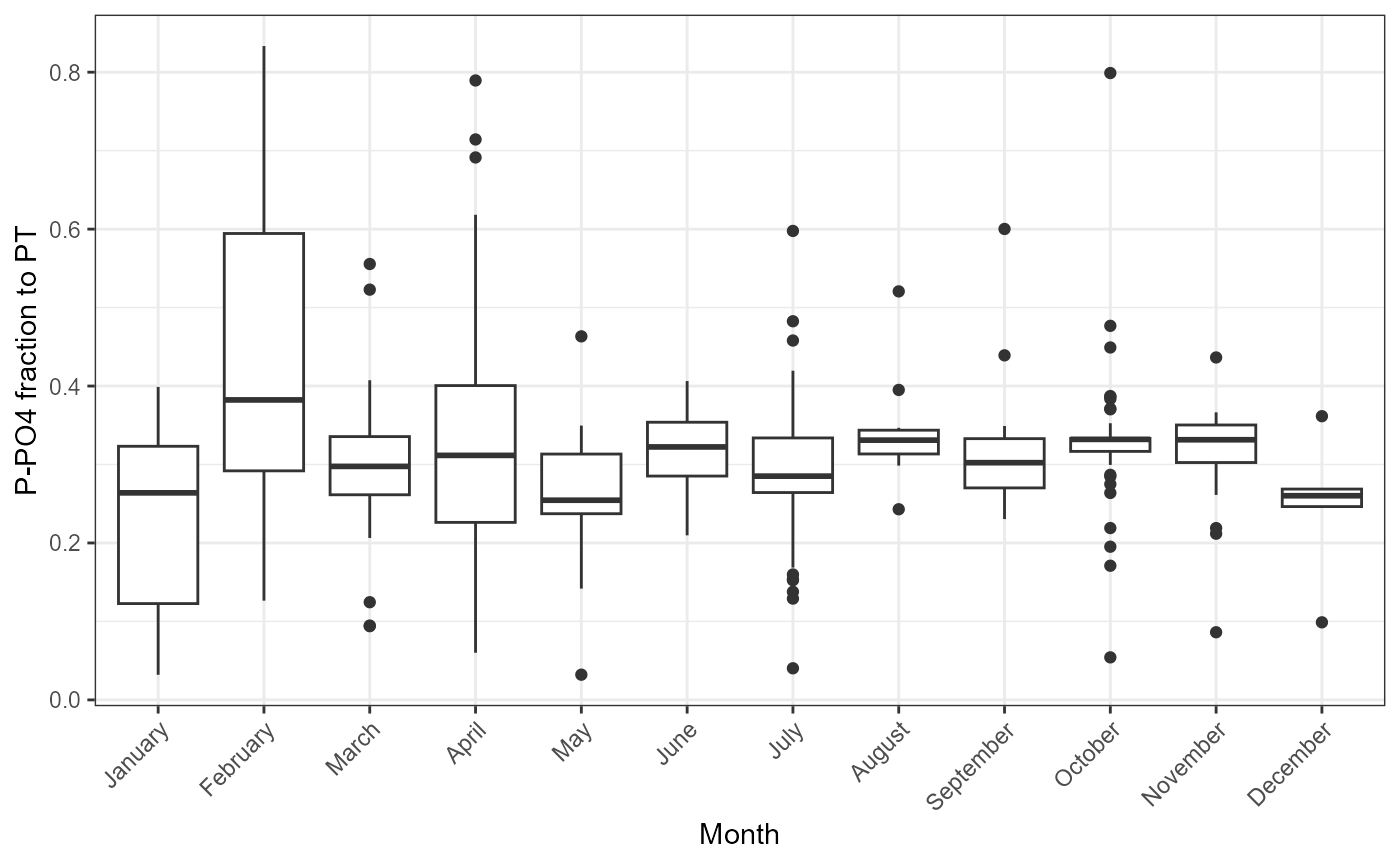 P-PO4 fraction to PT
0.8
0.6
0.4
0.2
0.0
January
February
March
April
May
June
July
August
September
October
November
December
Month